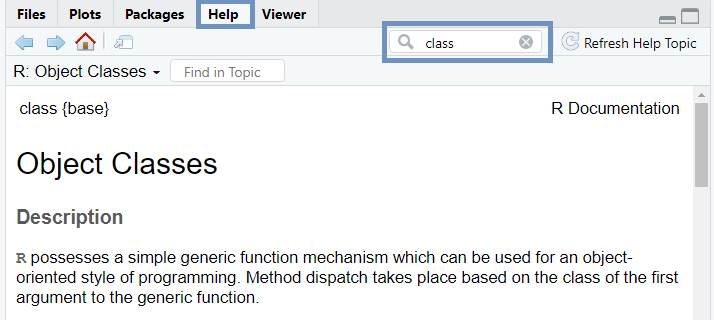 Files Plots Packages Help Viewer
class Refresh Help Topic
R: Object Classes Find in Topic
class {base} R Documentation
Object Classes
Description
R possesses a simple generic function mechanism which can be used for an object-
oriented style of programming. Method dispatch takes place based on the class of the first
argument to the generic function.